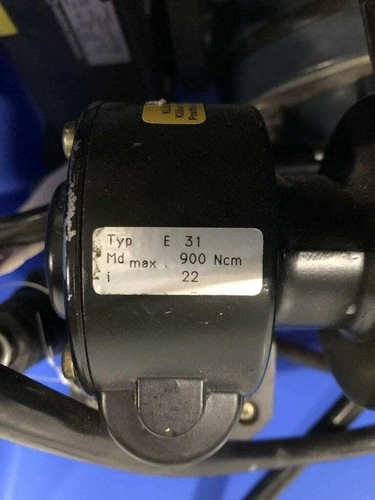 Typ E 31
Md max. 900 Ncm
i 22